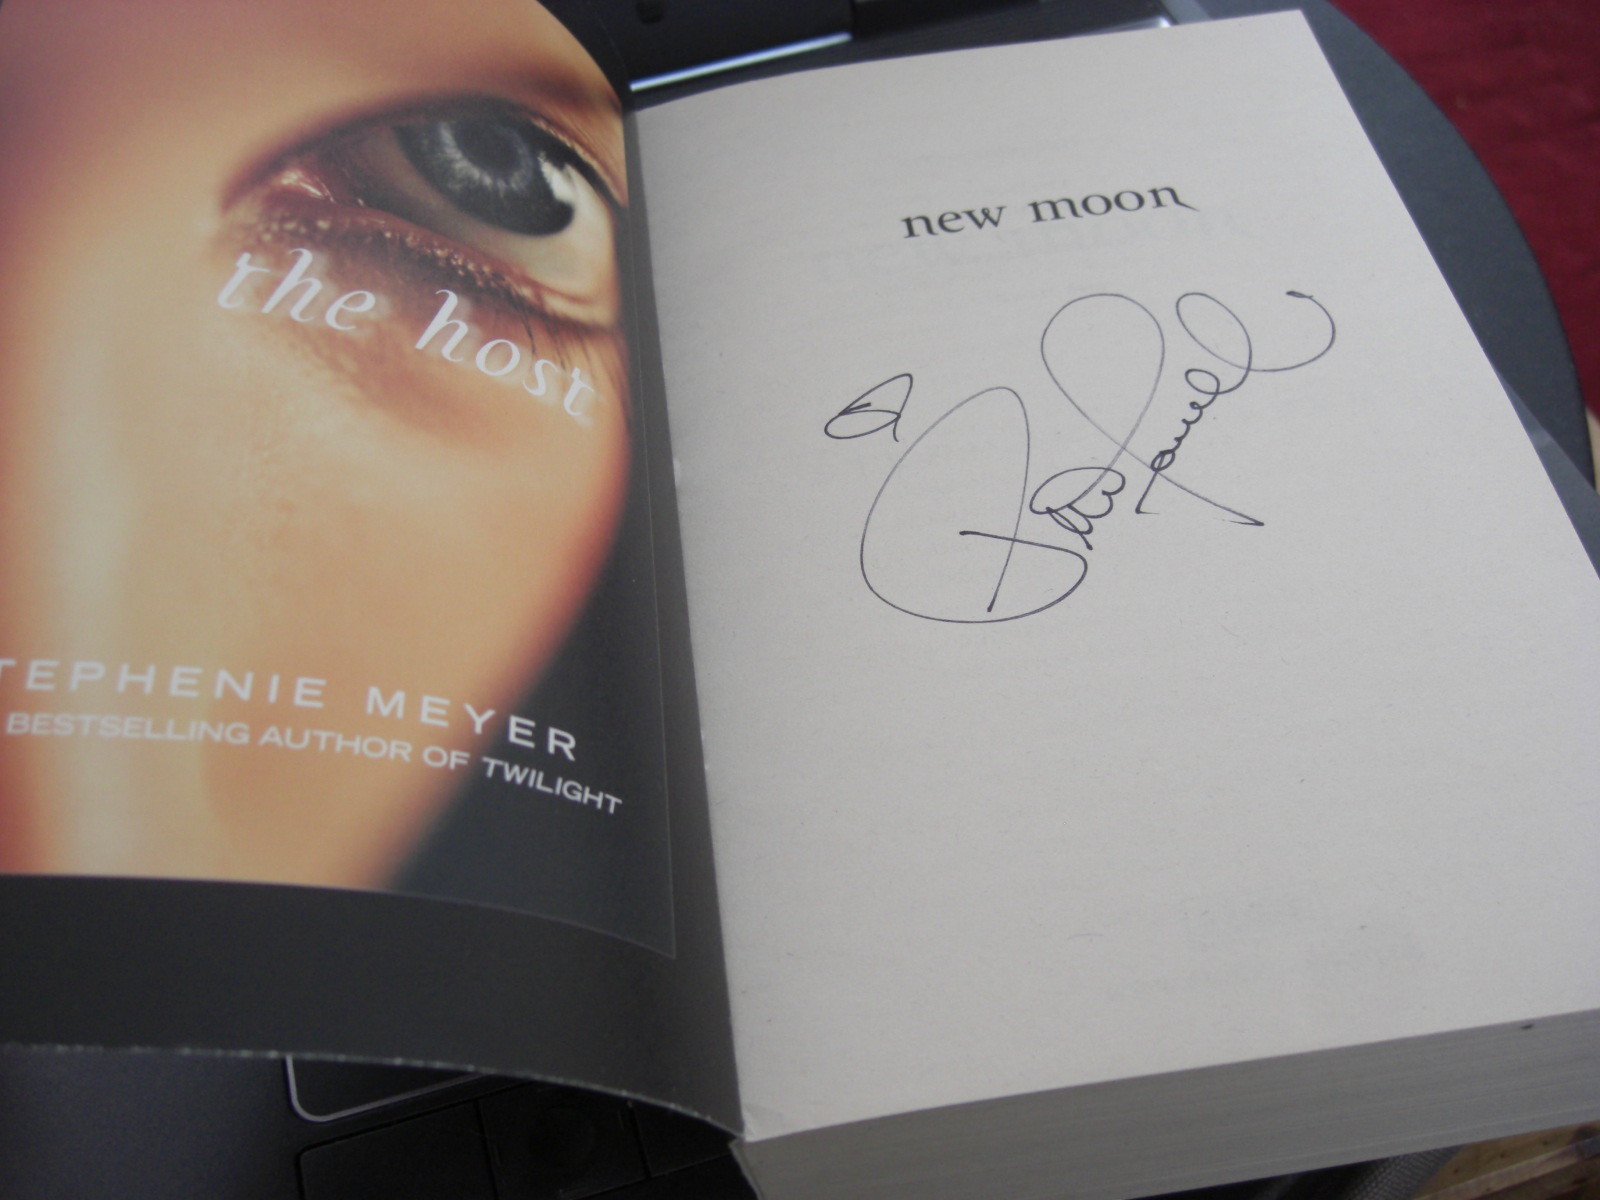 the host
TEPHENIE MEYER
BESTSELLING AUTHOR OF TWILIGHT
new moon